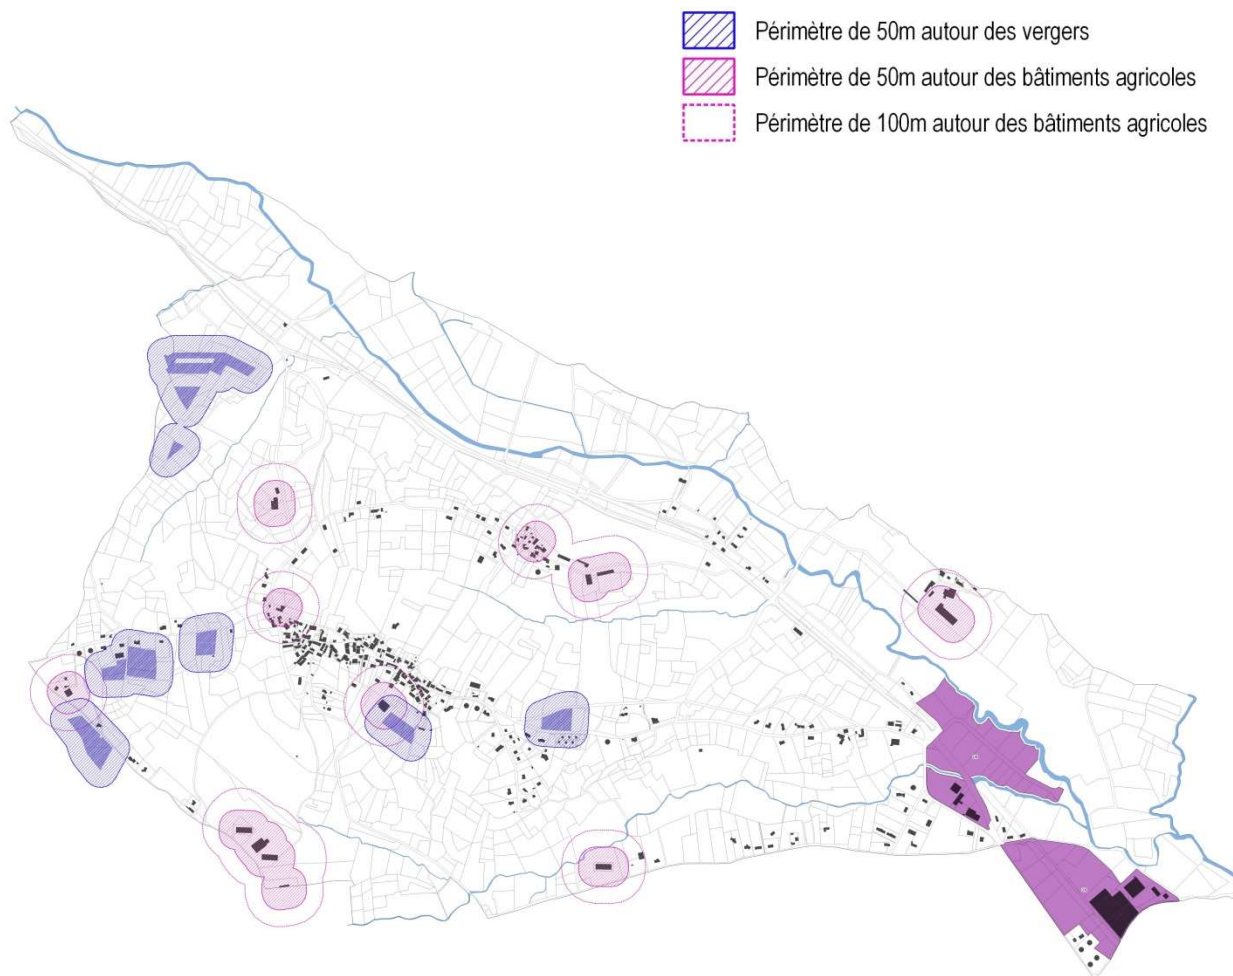 Périmètre de 50m autour des vergers
Périmètre de 50m autour des bâtiments agricoles
Périmètre de 100m autour des bâtiments agricoles